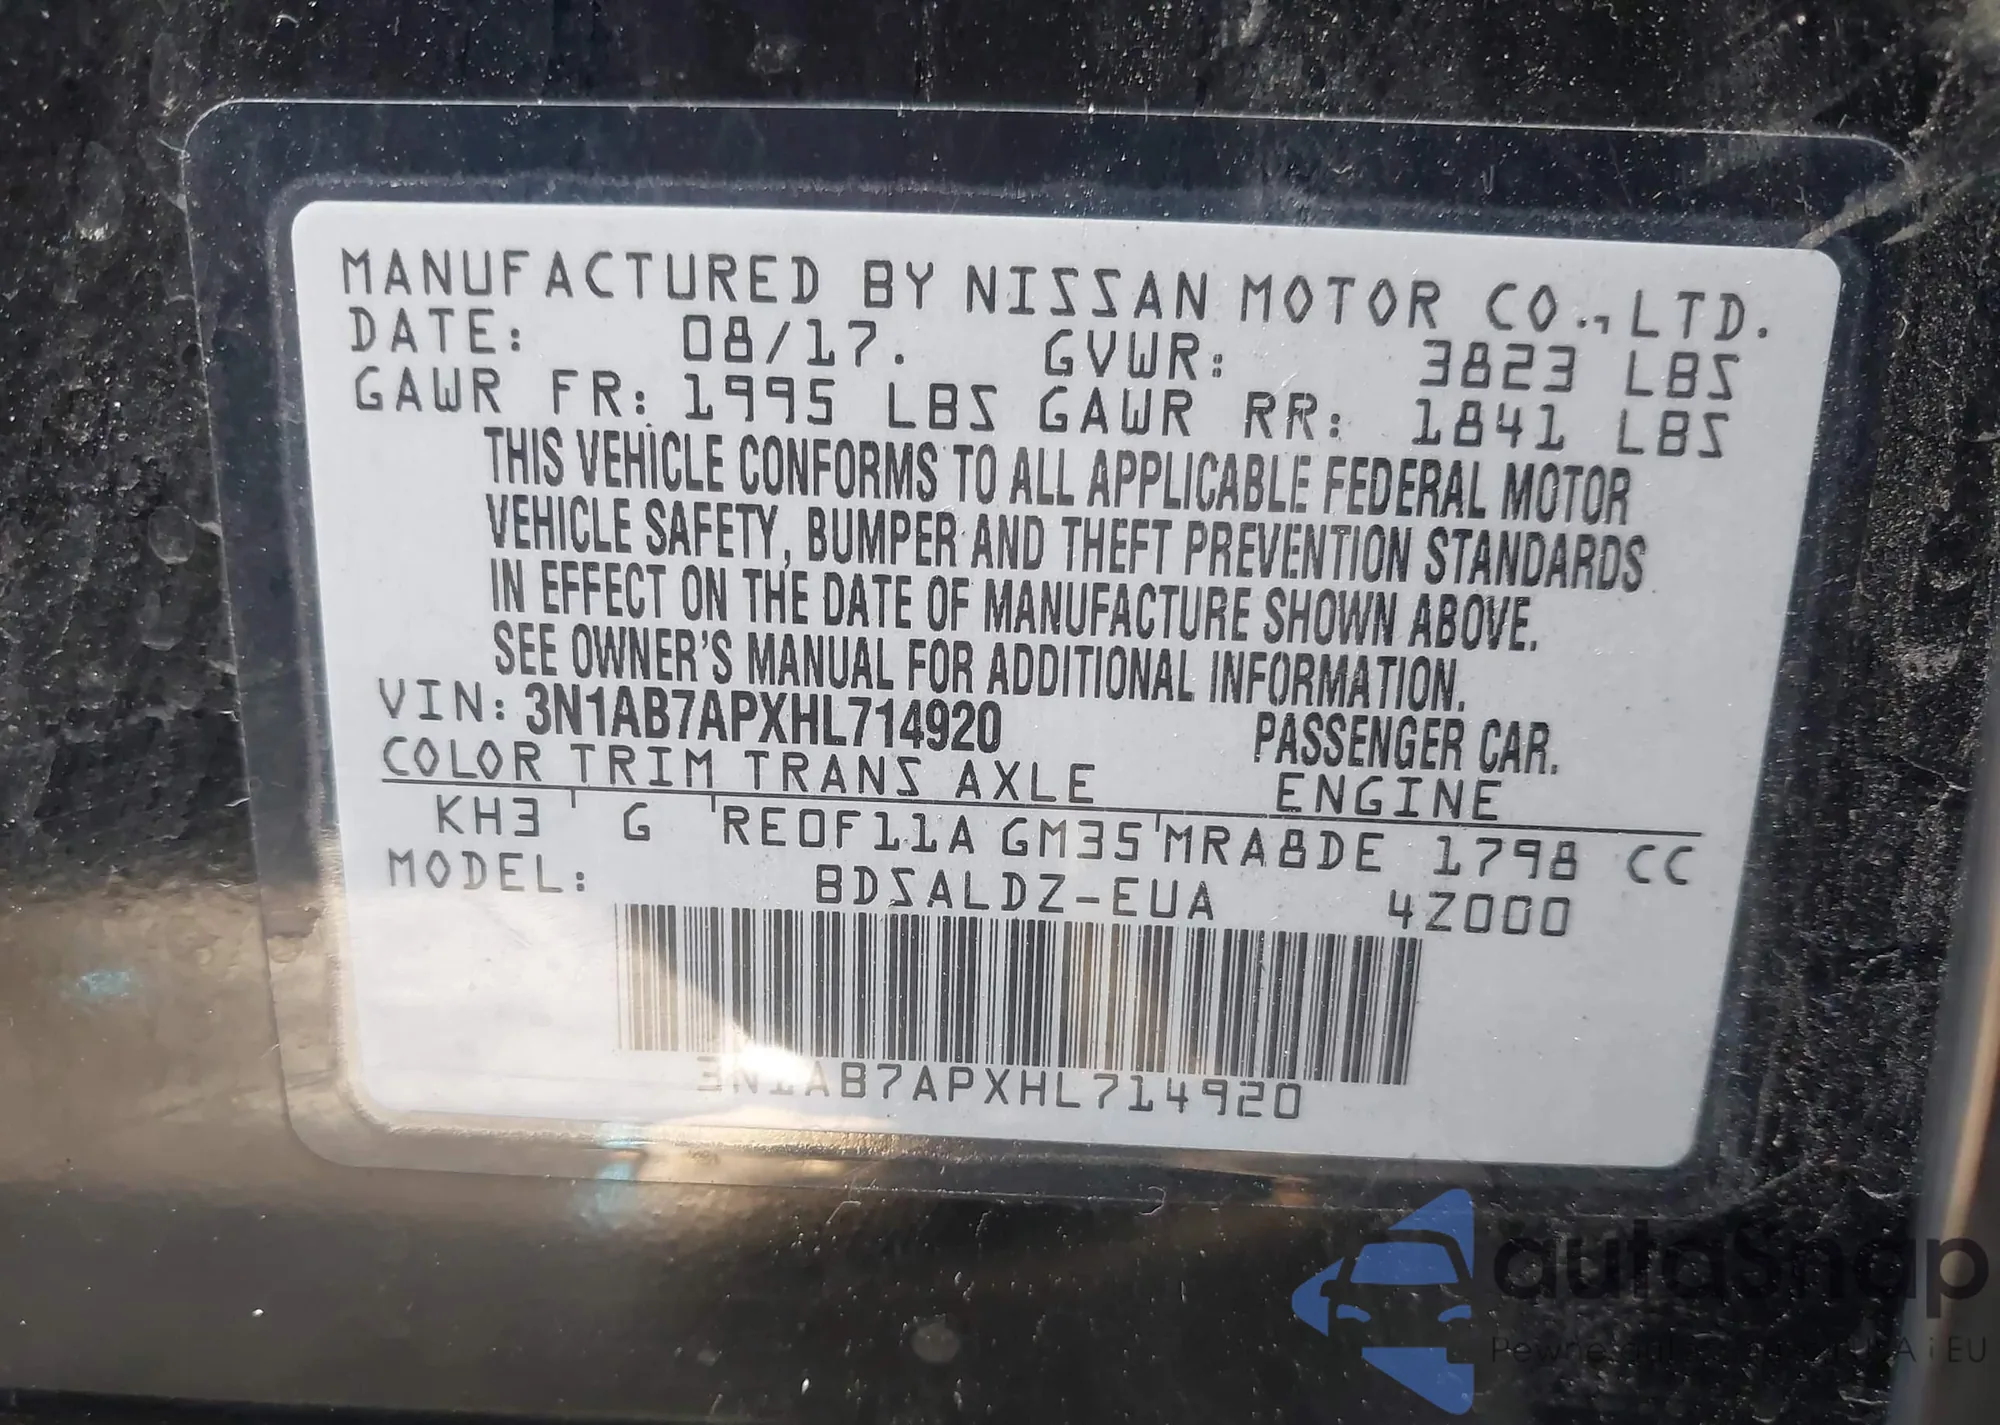 MANUFACTURED BY NISSAN MOTOR CO., LTD.
DATE: 08/17. GVWR: 3823 LBS
GAWR FR: 1995 LBS GAWR RR: 1841 LBS
THIS VEHICLE CONFORMS TO ALL APPLICABLE FEDERAL MOTOR
VEHICLE SAFETY, BUMPER AND THEFT PREVENTION STANDARDS
IN EFFECT ON THE DATE OF MANUFACTURE SHOWN ABOVE.
SEE OWNER'S MANUAL FOR ADDITIONAL INFORMATION.
VIN: 3N1AB7APXHL714920 PASSENGER CAR.
COLOR TRIM TRANS AXLE ENGINE
KH3 G RE0F11A GM35 MRA8DE 1798 CC
MODEL: BDSALDZ-EUA 4Z000
3N1AB7APXHL714920
autaSnap
Pewne i EU